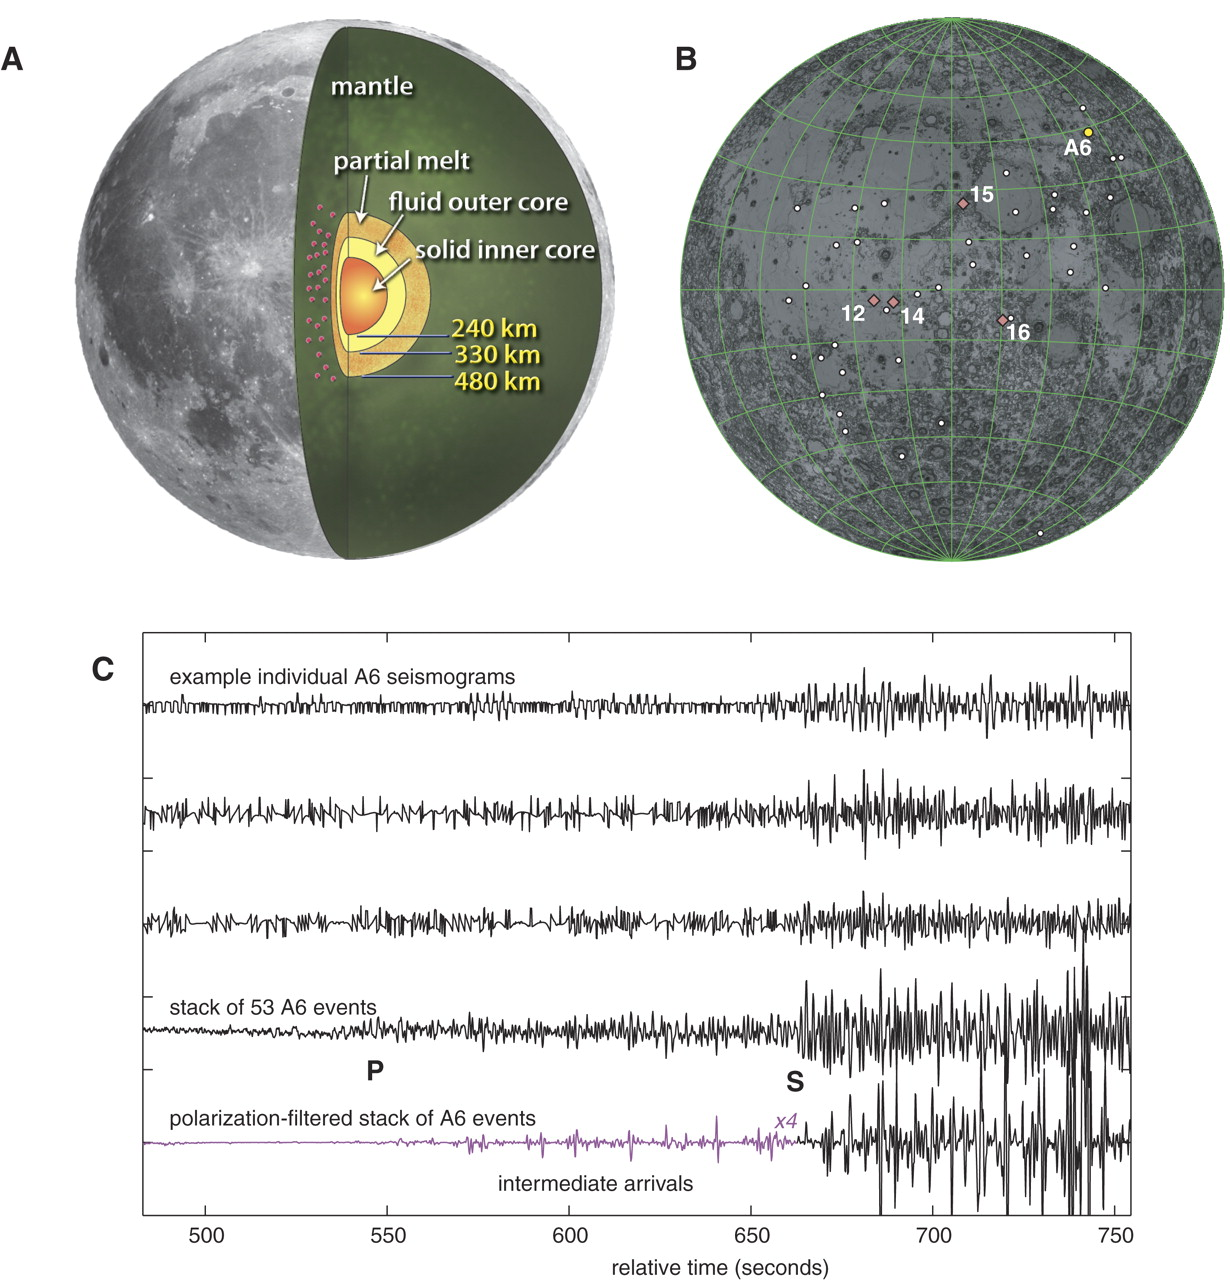 A
mantle
partial melt
fluid outer core
solid inner core
240 km
330 km
480 km
B
A6
15
12
14
16
C
example individual A6 seismograms
stack of 53 A6 events
P
S
polarization-filtered stack of A6 events
x4
intermediate arrivals
500 550 600 650 700 750
relative time (seconds)